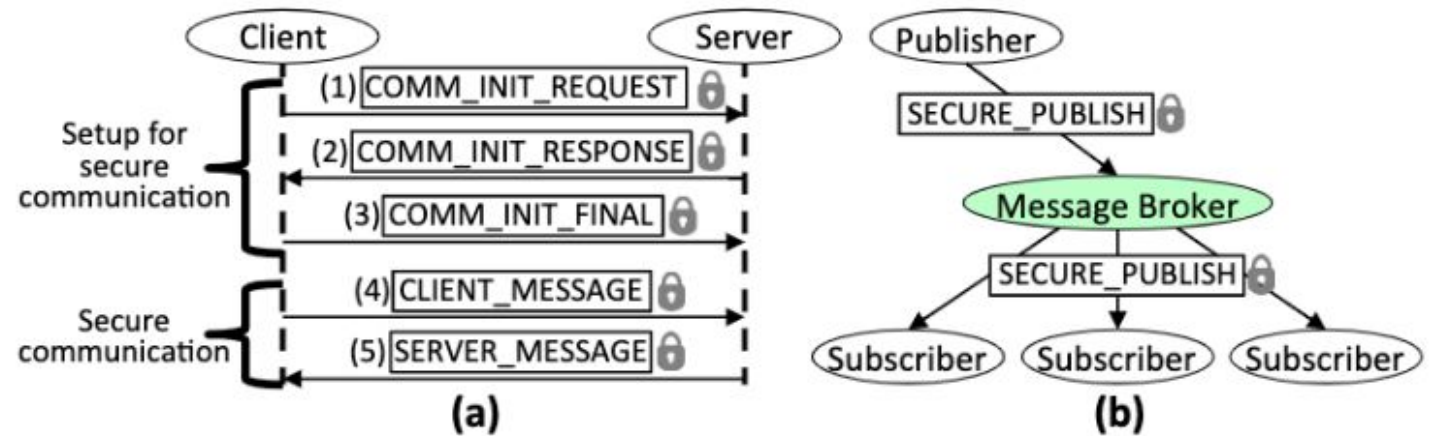 Client
Server
(1) COMM_INIT_REQUEST
(2) COMM_INIT_RESPONSE
(3) COMM_INIT_FINAL
(4) CLIENT_MESSAGE
(5) SERVER_MESSAGE
Setup for
secure
communication
Secure
communication
(a)
Publisher
SECURE_PUBLISH
Message Broker
SECURE_PUBLISH
Subscriber
Subscriber
Subscriber
(b)